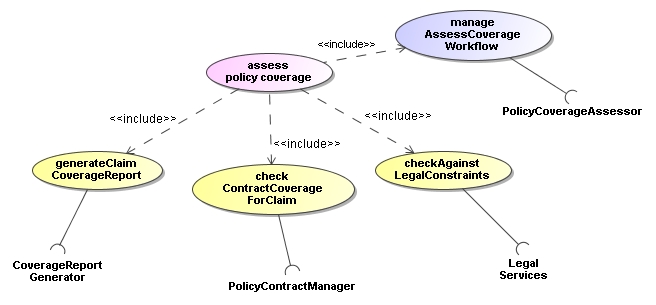 manage
AssessCoverage
Workflow
<<include>>
assess
policy coverage
PolicyCoverageAssessor
<<include>>
<<include>>
<<include>>
generateClaim
CoverageReport
check
ContractCoverage
ForClaim
checkAgainst
LegalConstraints
CoverageReport
Generator
PolicyContractManager
Legal
Services